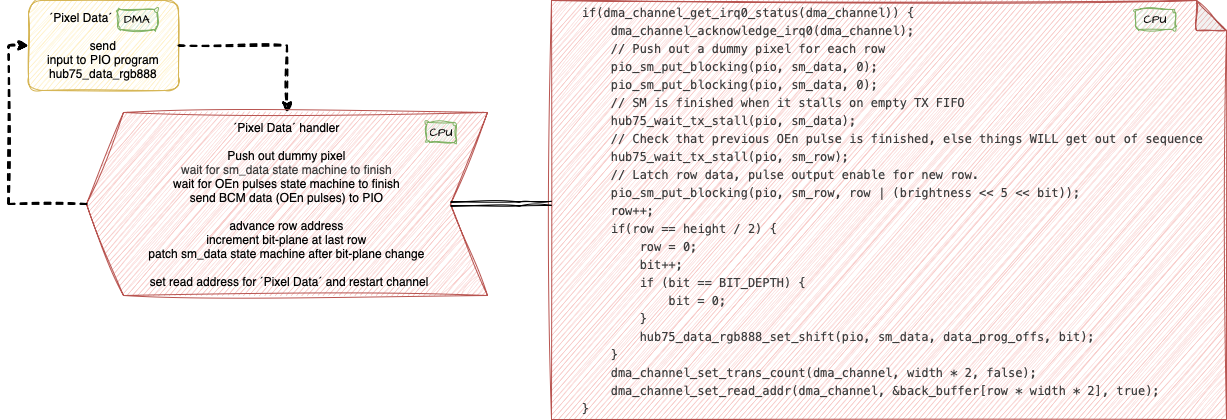 ´Pixel Data´ DMA
send
input to PIO program
hub75_data_rgb888
´Pixel Data´ handler
CPU
Push out dummy pixel
wait for sm_data state machine to finish
wait for OEn pulses state machine to finish
send BCM data (OEn pulses) to PIO
advance row address
increment bit-plane at last row
patch sm_data state machine after bit-plane change
set read address for ´Pixel Data´ and restart channel
CPU
if(dma_channel_get_irq0_status(dma_channel)) {
    dma_channel_acknowledge_irq0(dma_channel);
    // Push out a dummy pixel for each row
    pio_sm_put_blocking(pio, sm_data, 0);
    pio_sm_put_blocking(pio, sm_data, 0);
    // SM is finished when it stalls on empty TX FIFO
    hub75_wait_tx_stall(pio, sm_data);
    // Check that previous OEn pulse is finished, else things WILL get out of sequence
    hub75_wait_tx_stall(pio, sm_row);
    // Latch row data, pulse output enable for new row.
    pio_sm_put_blocking(pio, sm_row, row | (brightness << 5 << bit));
    row++;
    if(row == height / 2) {
        row = 0;
        bit++;
        if (bit == BIT_DEPTH) {
            bit = 0;
        }
        hub75_data_rgb888_set_shift(pio, sm_data, data_prog_offs, bit);
    }
    dma_channel_set_trans_count(dma_channel, width * 2, false);
    dma_channel_set_read_addr(dma_channel, &back_buffer[row * width * 2], true);
}